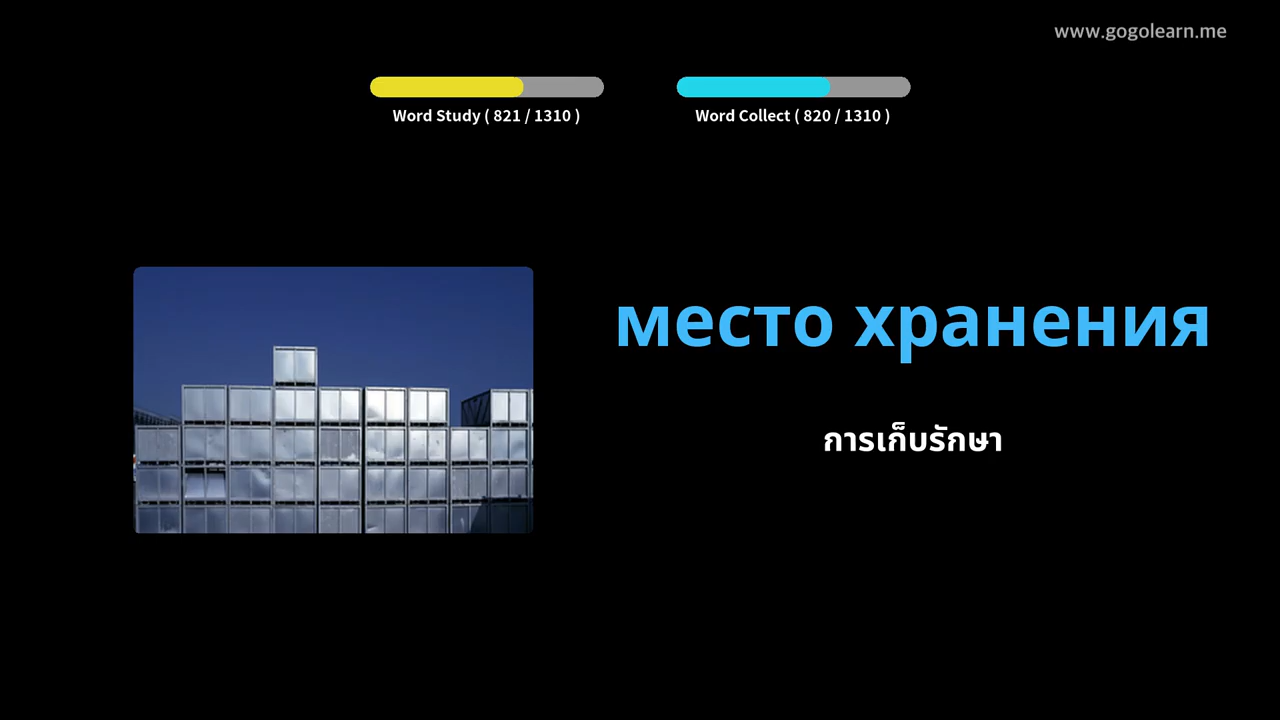 www.gogolearn.me
Word Study ( 821 / 1310 )
Word Collect ( 820 / 1310 )
место хранения
การเก็บรักษา